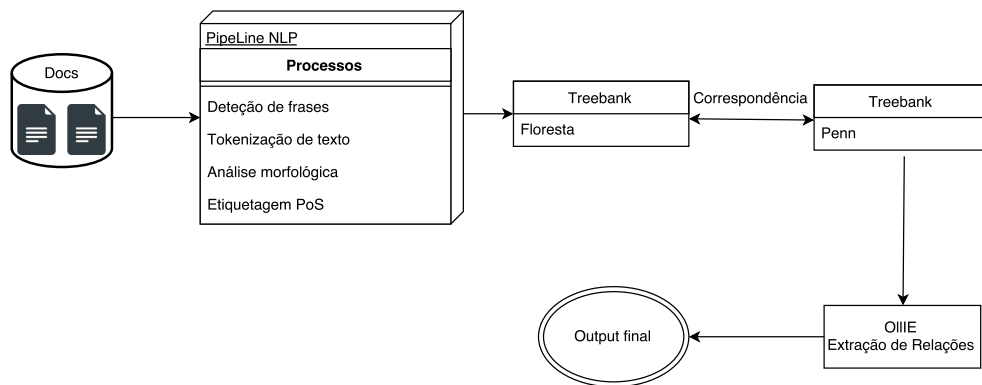 Docs
PipeLine NLP
Processos
Deteção de frases
Tokenização de texto
Análise morfológica
Etiquetagem PoS
Treebank
Floresta
Correspondência
Treebank
Penn
OllIE
Extração de Relações
Output final